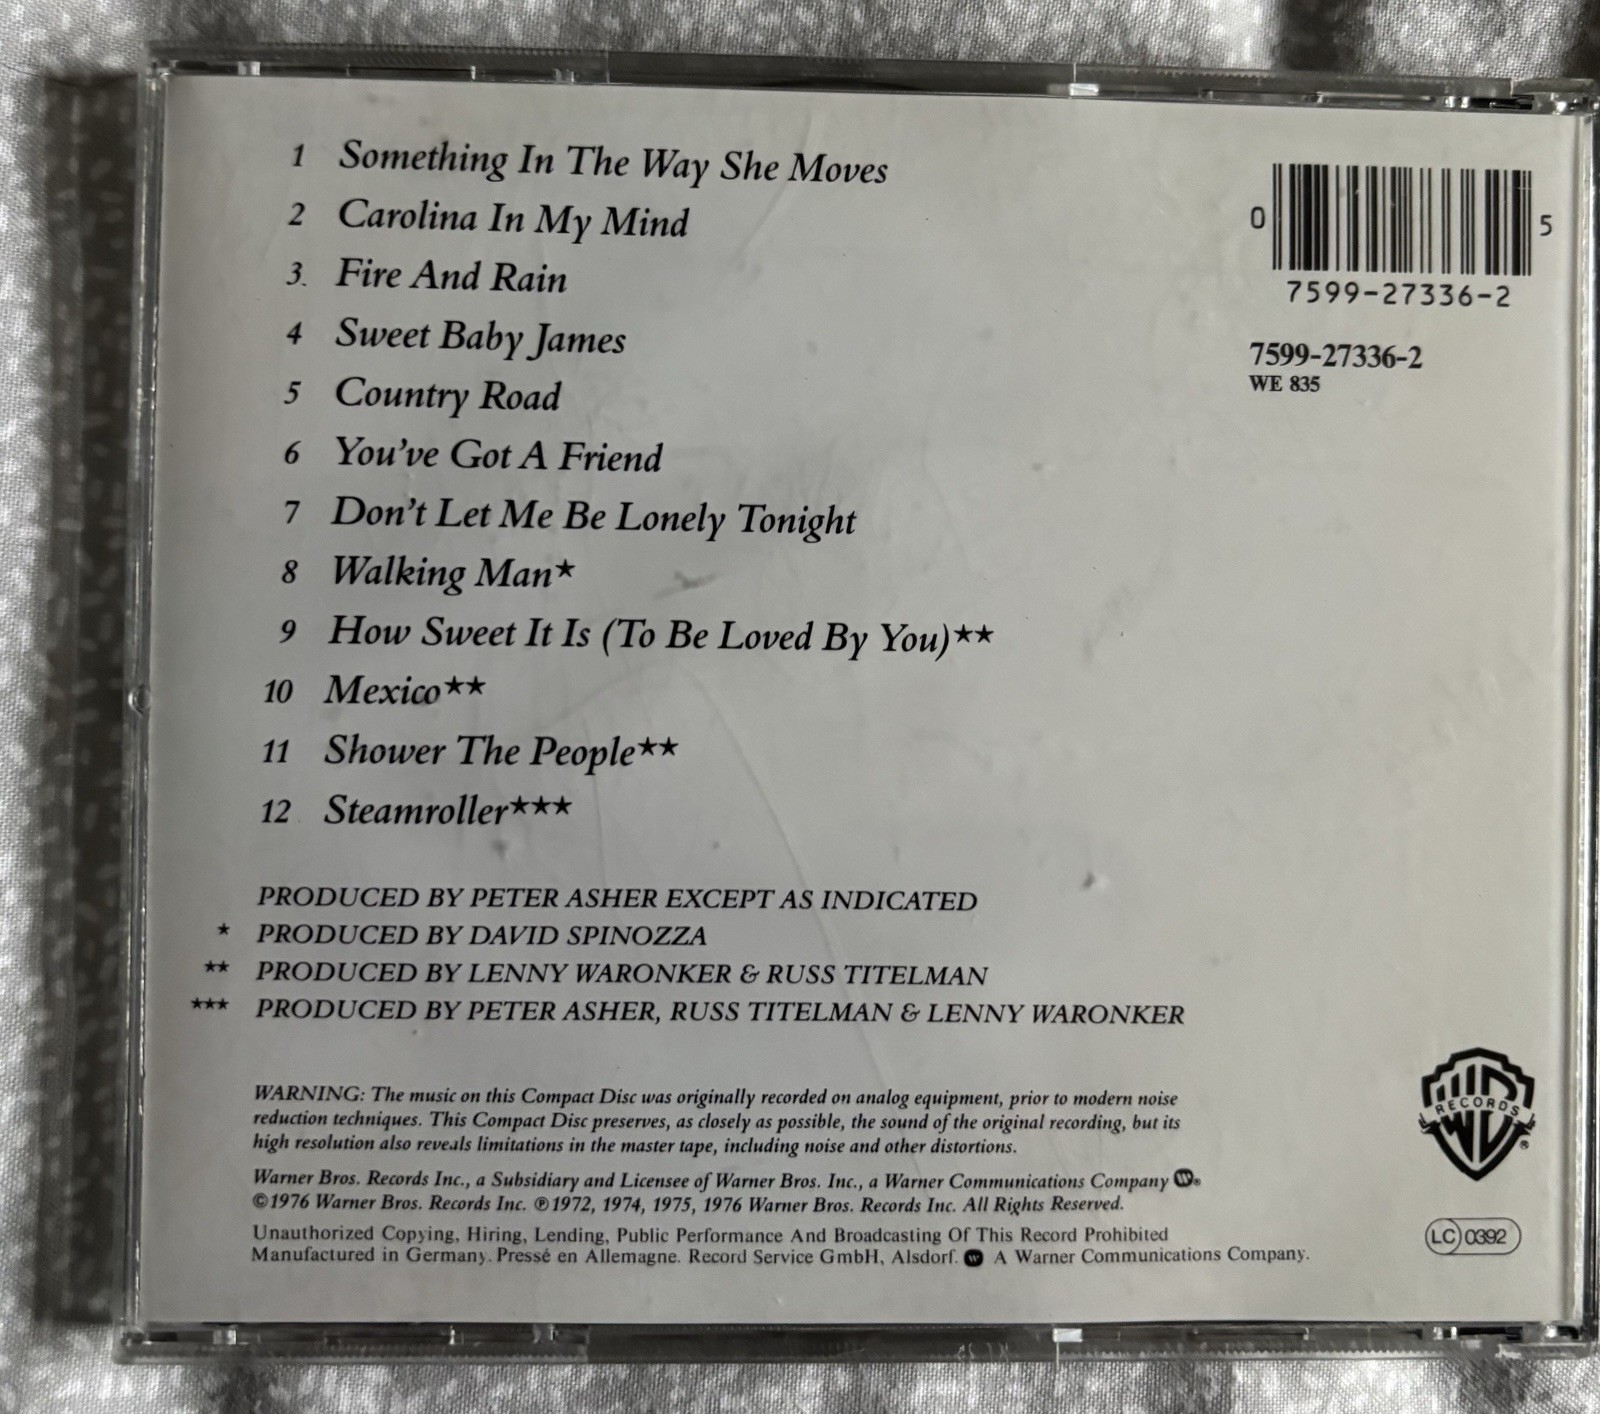 1 Something In The Way She Moves
2 Carolina In My Mind
3. Fire And Rain
4 Sweet Baby James
5 Country Road
6 You've Got A Friend
7 Don't Let Me Be Lonely Tonight
8 Walking Man★
9 How Sweet It Is (To Be Loved By You)★★
10 Mexico★★
11 Shower The People★★
12 Steamroller★★★
0 5
7599-27336-2
7599-27336-2
WE 835
PRODUCED BY PETER ASHER EXCEPT AS INDICATED
★ PRODUCED BY DAVID SPINOZZA
★★ PRODUCED BY LENNY WARONKER & RUSS TITELMAN
★★★ PRODUCED BY PETER ASHER, RUSS TITELMAN & LENNY WARONKER
WARNING: The music on this Compact Disc was originally recorded on analog equipment, prior to modern noise
reduction techniques. This Compact Disc preserves, as closely as possible, the sound of the original recording, but its
high resolution also reveals limitations in the master tape, including noise and other distortions.
Warner Bros. Records Inc., a Subsidiary and Licensee of Warner Bros. Inc., a Warner Communications Company
©1976 Warner Bros. Records Inc. ℗1972, 1974, 1975, 1976 Warner Bros. Records Inc. All Rights Reserved.
Unauthorized Copying, Hiring, Lending, Public Performance And Broadcasting Of This Record Prohibited
Manufactured in Germany. Pressé en Allemagne. Record Service GmbH, Alsdorf. A Warner Communications Company.
WB RECORDS ®
LC 0392